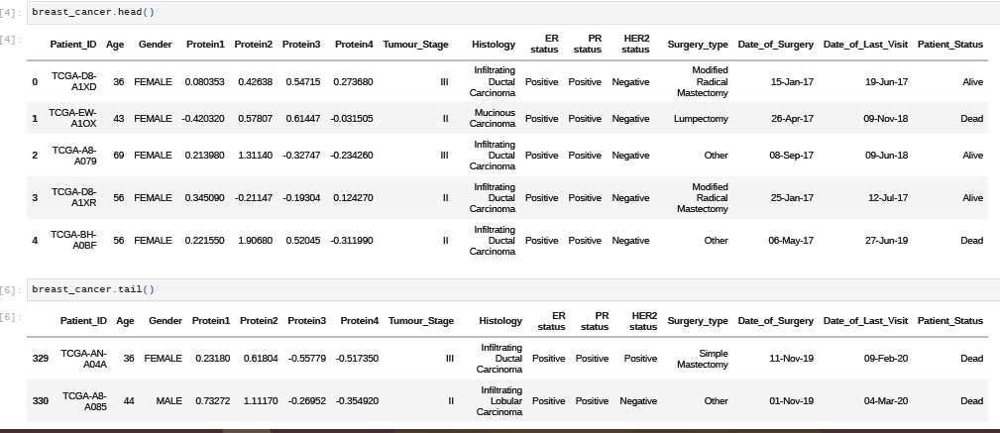 [4]: breast_cancer.head()
[4]:
Patient_ID Age Gender Protein1 Protein2 Protein3 Protein4 Tumour_Stage Histology ER status PR status HER2 status Surgery_type Date_of_Surgery Date_of_Last_Visit Patient_Status
0 TCGA-D8-A1XD 36 FEMALE 0.080353 0.42638 0.54715 0.273680 III Infiltrating Ductal Carcinoma Positive Positive Negative Modified Radical Mastectomy 15-Jan-17 19-Jun-17 Alive
1 TCGA-EW-A1OX 43 FEMALE -0.420320 0.57807 0.61447 -0.031505 II Mucinous Carcinoma Positive Positive Negative Lumpectomy 26-Apr-17 09-Nov-18 Dead
2 TCGA-A8-A079 69 FEMALE 0.213980 1.31140 -0.32747 -0.234260 III Infiltrating Ductal Carcinoma Positive Positive Negative Other 08-Sep-17 09-Jun-18 Alive
3 TCGA-D8-A1XR 56 FEMALE 0.345090 -0.21147 -0.19304 0.124270 II Infiltrating Ductal Carcinoma Positive Positive Negative Modified Radical Mastectomy 25-Jan-17 12-Jul-17 Alive
4 TCGA-BH-A0BF 56 FEMALE 0.221550 1.90680 0.52045 -0.311990 II Infiltrating Ductal Carcinoma Positive Positive Negative Other 06-May-17 27-Jun-19 Dead
[6]: breast_cancer.tail()
[6]:
Patient_ID Age Gender Protein1 Protein2 Protein3 Protein4 Tumour_Stage Histology ER status PR status HER2 status Surgery_type Date_of_Surgery Date_of_Last_Visit Patient_Status
329 TCGA-AN-A04A 36 FEMALE 0.23180 0.61804 -0.55779 -0.517350 III Infiltrating Ductal Carcinoma Positive Positive Positive Simple Mastectomy 11-Nov-19 09-Feb-20 Dead
330 TCGA-A8-A085 44 MALE 0.73272 1.11170 -0.26952 -0.354920 II Infiltrating Lobular Carcinoma Positive Positive Negative Other 01-Nov-19 04-Mar-20 Dead